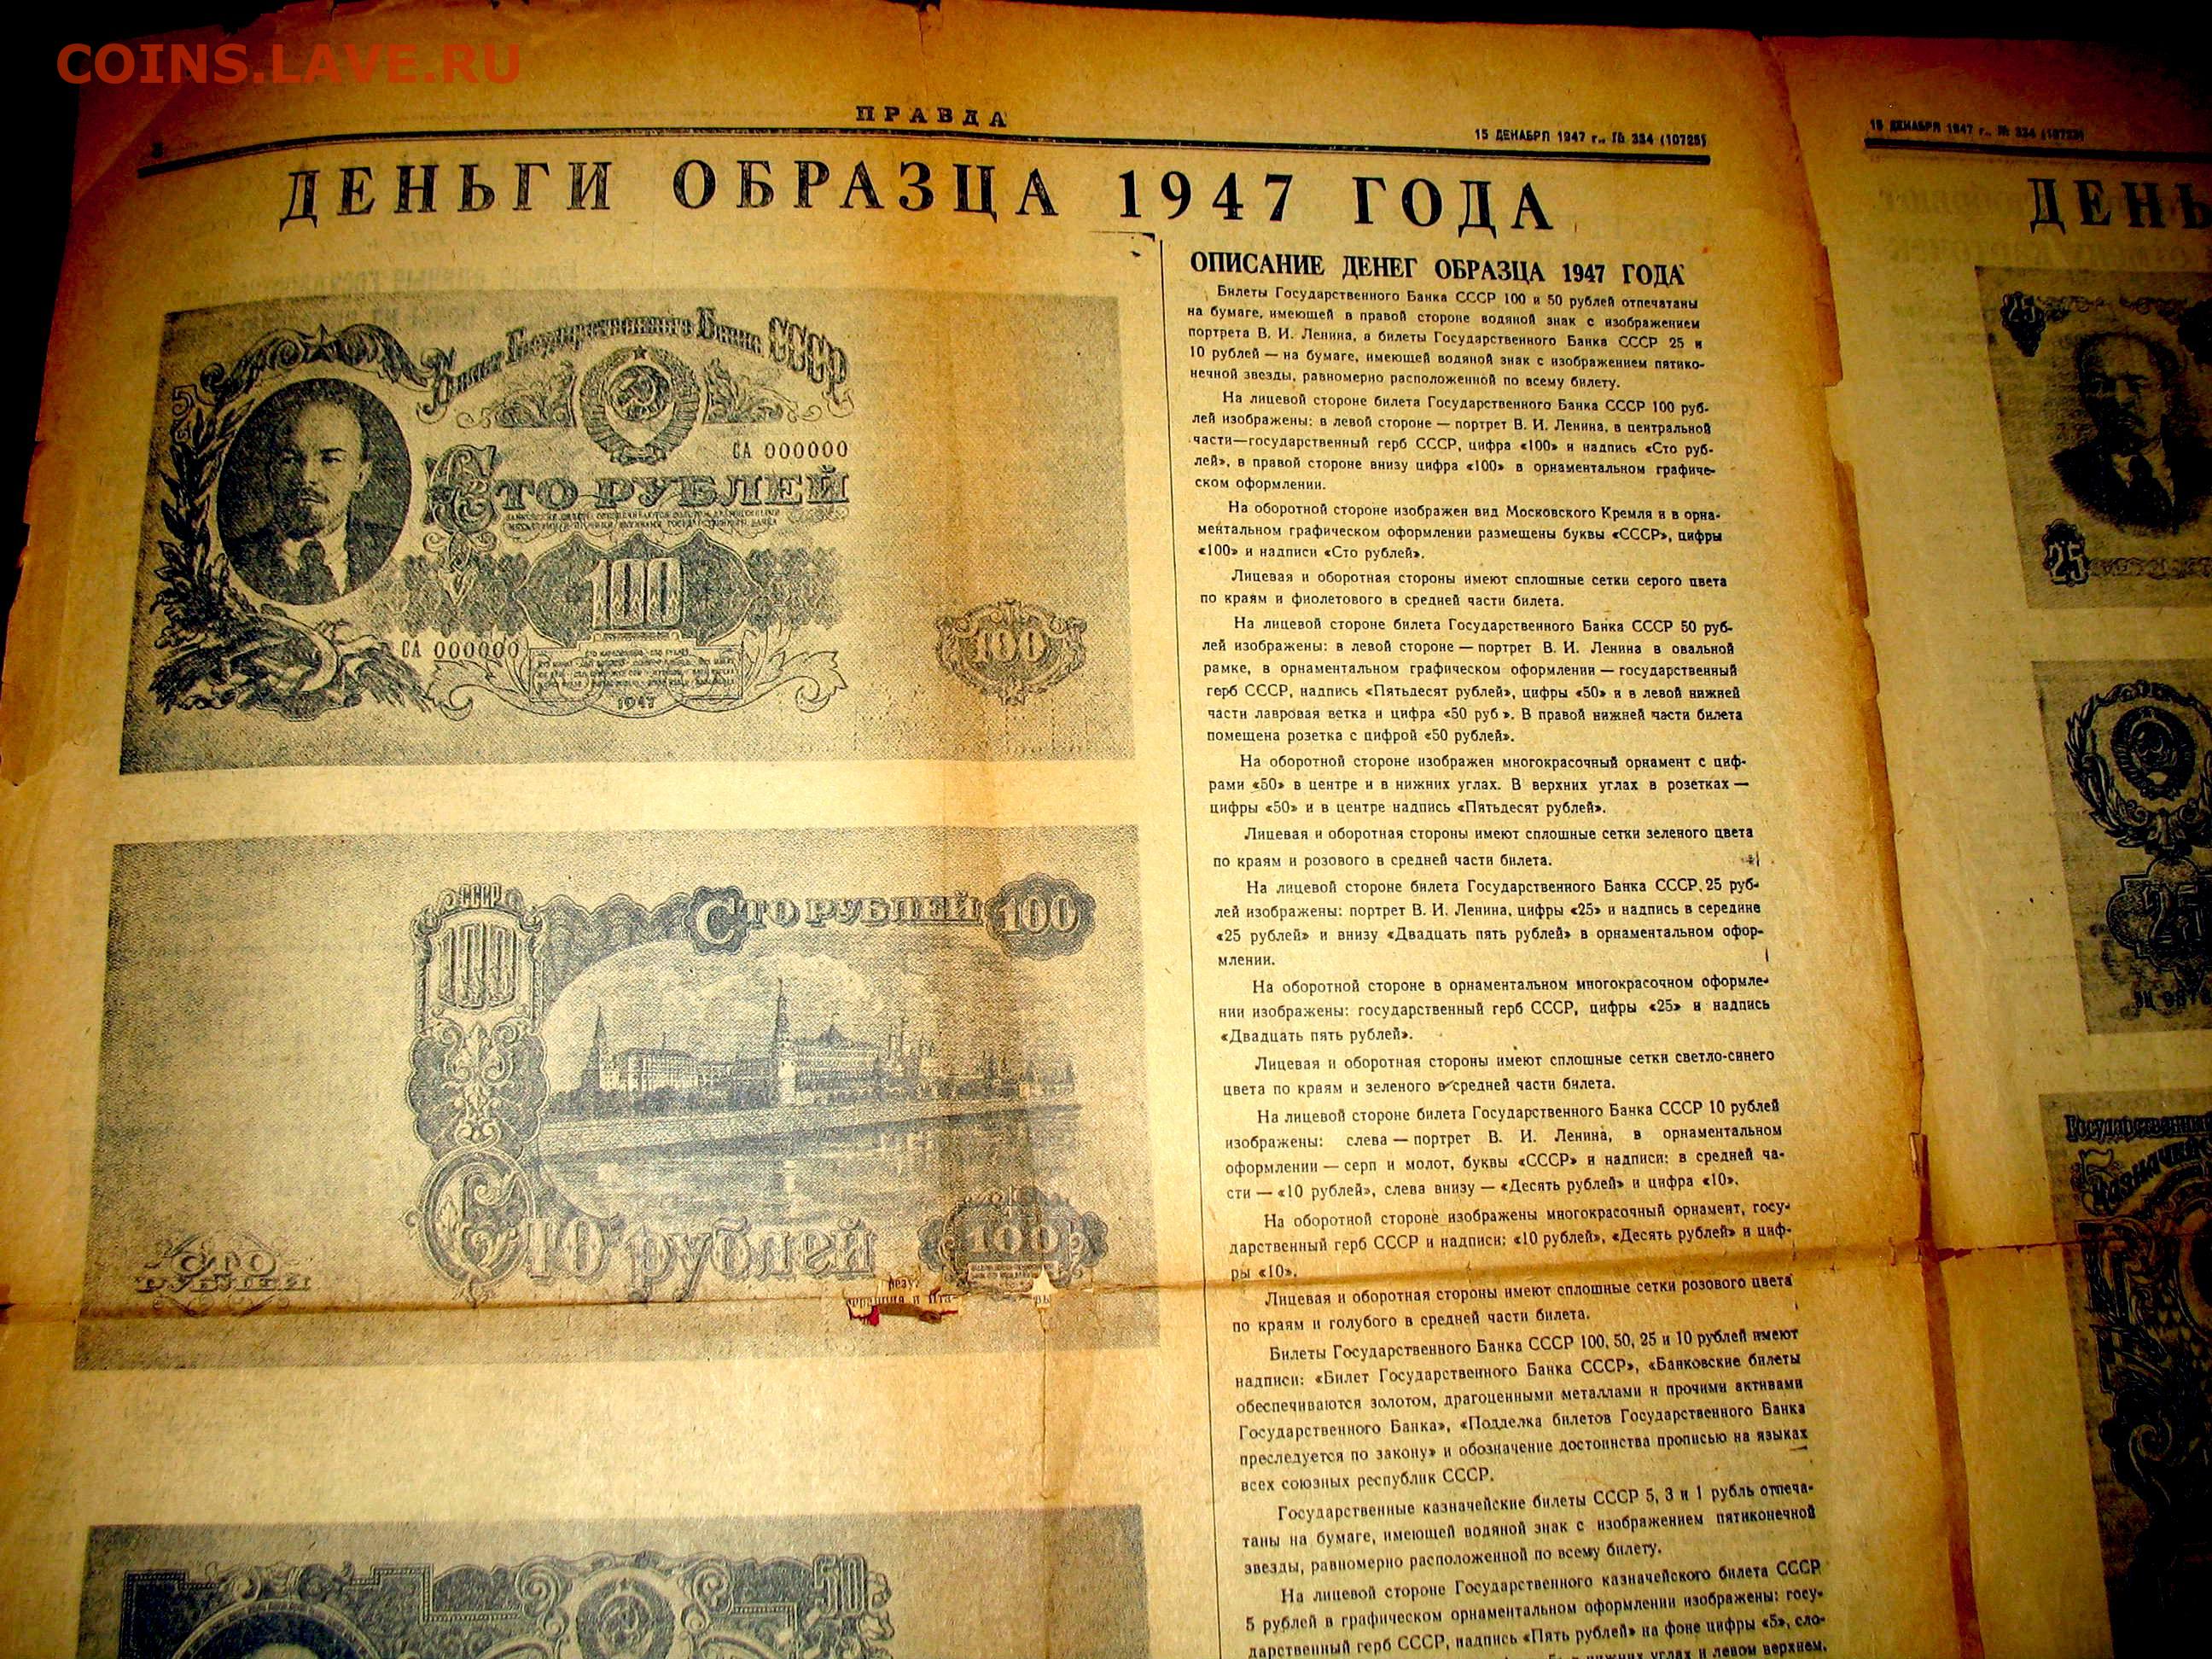 COINS.LAVE.RU
ПРАВДА
15 ДЕКАБРЯ 1947 г., № 334 (10725)
ДЕНЬГИ ОБРАЗЦА 1947 ГОДА
Билет Государственного Банка СССР
СА 000000
СТО РУБЛЕЙ
100
СА 000000
1947
100
СССР
100
СТО РУБЛЕЙ 100
Сто рублей
100
СТО
РУБЛЕЙ
50
ОПИСАНИЕ ДЕНЕГ ОБРАЗЦА 1947 ГОДА
Билеты Государственного Банка СССР 100 и 50 рублей отпечатаны
на бумаге, имеющей в правой стороне водяной знак с изображением
портрета В. И. Ленина, а билеты Государственного Банка СССР 25 и
10 рублей — на бумаге, имеющей водяной знак с изображением пятико-
нечной звезды, равномерно расположенной по всему билету.
На лицевой стороне билета Государственного Банка СССР 100 руб-
лей изображены: в левой стороне — портрет В. И. Ленина, в центральной
части—государственный герб СССР, цифра «100» и надпись «Сто руб-
лей», в правой стороне внизу цифра «100» в орнаментальном графиче-
ском оформлении.
На оборотной стороне изображен вид Московского Кремля и в орна-
ментальном графическом оформлении размещены буквы «СССР», цифры
«100» и надписи «Сто рублей».
Лицевая и оборотная стороны имеют сплошные сетки серого цвета
по краям и фиолетового в средней части билета.
На лицевой стороне билета Государственного Банка СССР 50 руб-
лей изображены: в левой стороне — портрет В. И. Ленина в овальной
рамке, в орнаментальном графическом оформлении — государственный
герб СССР, надпись «Пятьдесят рублей», цифры «50» и в левой нижней
части лавровая ветка и цифра «50 руб». В правой нижней части билета
помещена розетка с цифрой «50 рублей».
На оборотной стороне изображен многокрасочный орнамент с циф-
рами «50» в центре и в нижних углах. В верхних углах в розетках —
цифры «50» и в центре надпись «Пятьдесят рублей».
Лицевая и оборотная стороны имеют сплошные сетки зеленого цвета
по краям и розового в средней части билета.
На лицевой стороне билета Государственного Банка СССР 25 руб-
лей изображены: портрет В. И. Ленина, цифры «25» и надпись в середине
«25 рублей» и внизу «Двадцать пять рублей» в орнаментальном офор-
млении.
На оборотной стороне в орнаментальном многокрасочном оформле-
нии изображены: государственный герб СССР, цифры «25» и надпись
«Двадцать пять рублей».
Лицевая и оборотная стороны имеют сплошные сетки светло-синего
цвета по краям и зеленого в средней части билета.
На лицевой стороне билета Государственного Банка СССР 10 рублей
изображены: слева — портрет В. И. Ленина, в орнаментальном
оформлении — серп и молот, буквы «СССР» и надписи: в средней ча-
сти — «10 рублей», слева внизу — «Десять рублей» и цифра «10».
На оборотной стороне изображены многокрасочный орнамент, госу-
дарственный герб СССР и надписи: «10 рублей», «Десять рублей» и циф-
ры «10».
Лицевая и оборотная стороны имеют сплошные сетки розового цвета
по краям и голубого в средней части билета.
Билеты Государственного Банка СССР 100, 50, 25 и 10 рублей имеют
надписи: «Билет Государственного Банка СССР», «Банковские билеты
обеспечиваются золотом, драгоценными металлами и прочими активами
Государственного Банка», «Подделка билетов Государственного Банка
преследуется по закону» и обозначение достоинства прописью на языках
всех союзных республик СССР.
Государственные казначейские билеты СССР 5, 3 и 1 рубль отпеча-
таны на бумаге, имеющей водяной знак с изображением пятиконечной
звезды, равномерно расположенной по всему билету.
На лицевой стороне Государственного казначейского билета СССР
5 рублей в графическом орнаментальном оформлении изображены: госу-
дарственный герб СССР, надпись «Пять рублей» на фоне цифры «5», сло-
нижних углах и левом верхнем.
15 ДЕКАБРЯ 1947 г., № 334 (10725)
ДЕНЬ
25
25
25